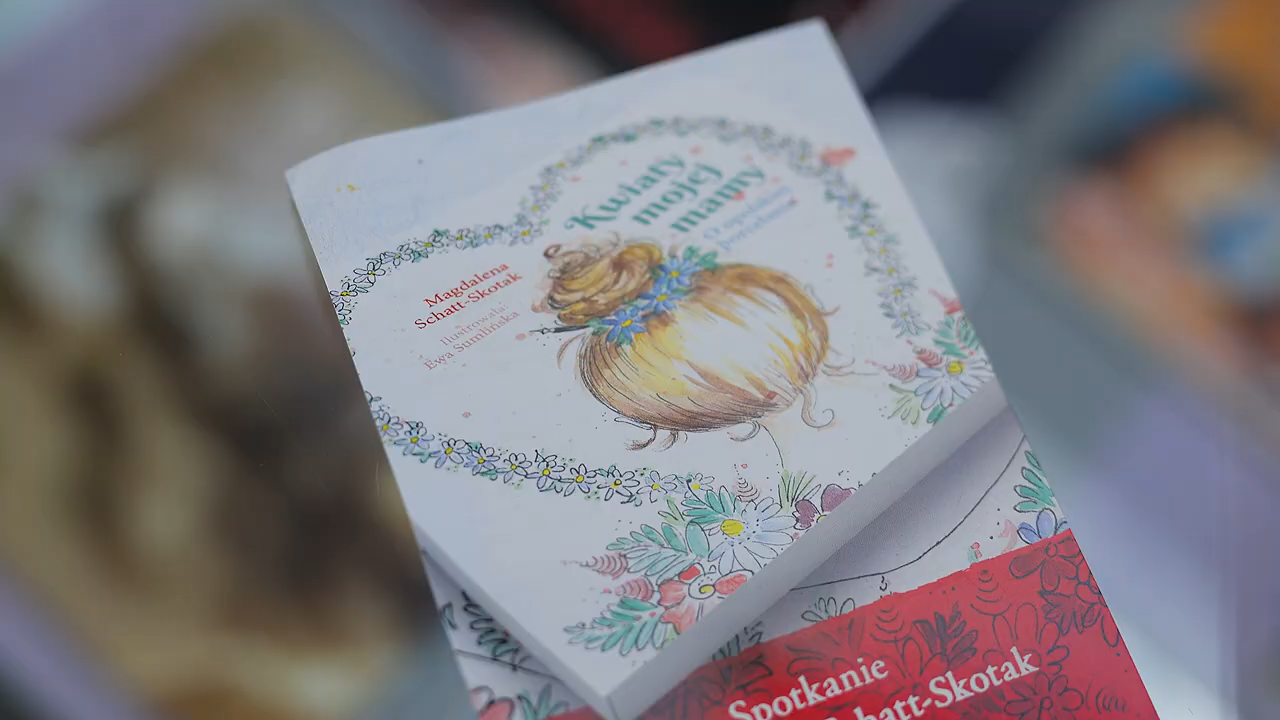 Kwiaty
mojej
mamy
Magdalena
Schatt-Skotak
Ilustrowała
Ewa Sumlińska
Spotkanie
Schatt-Skotak